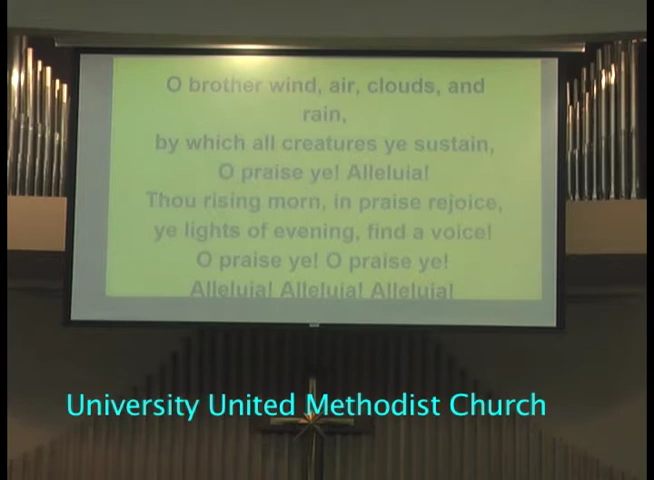 O brother wind, air, clouds, and
rain,
by which all creatures ye sustain,
O praise ye! Alleluia!
Thou rising morn, in praise rejoice,
ye lights of evening, find a voice!
O praise ye! O praise ye!
Alleluia! Alleluia! Alleluia!
University United Methodist Church